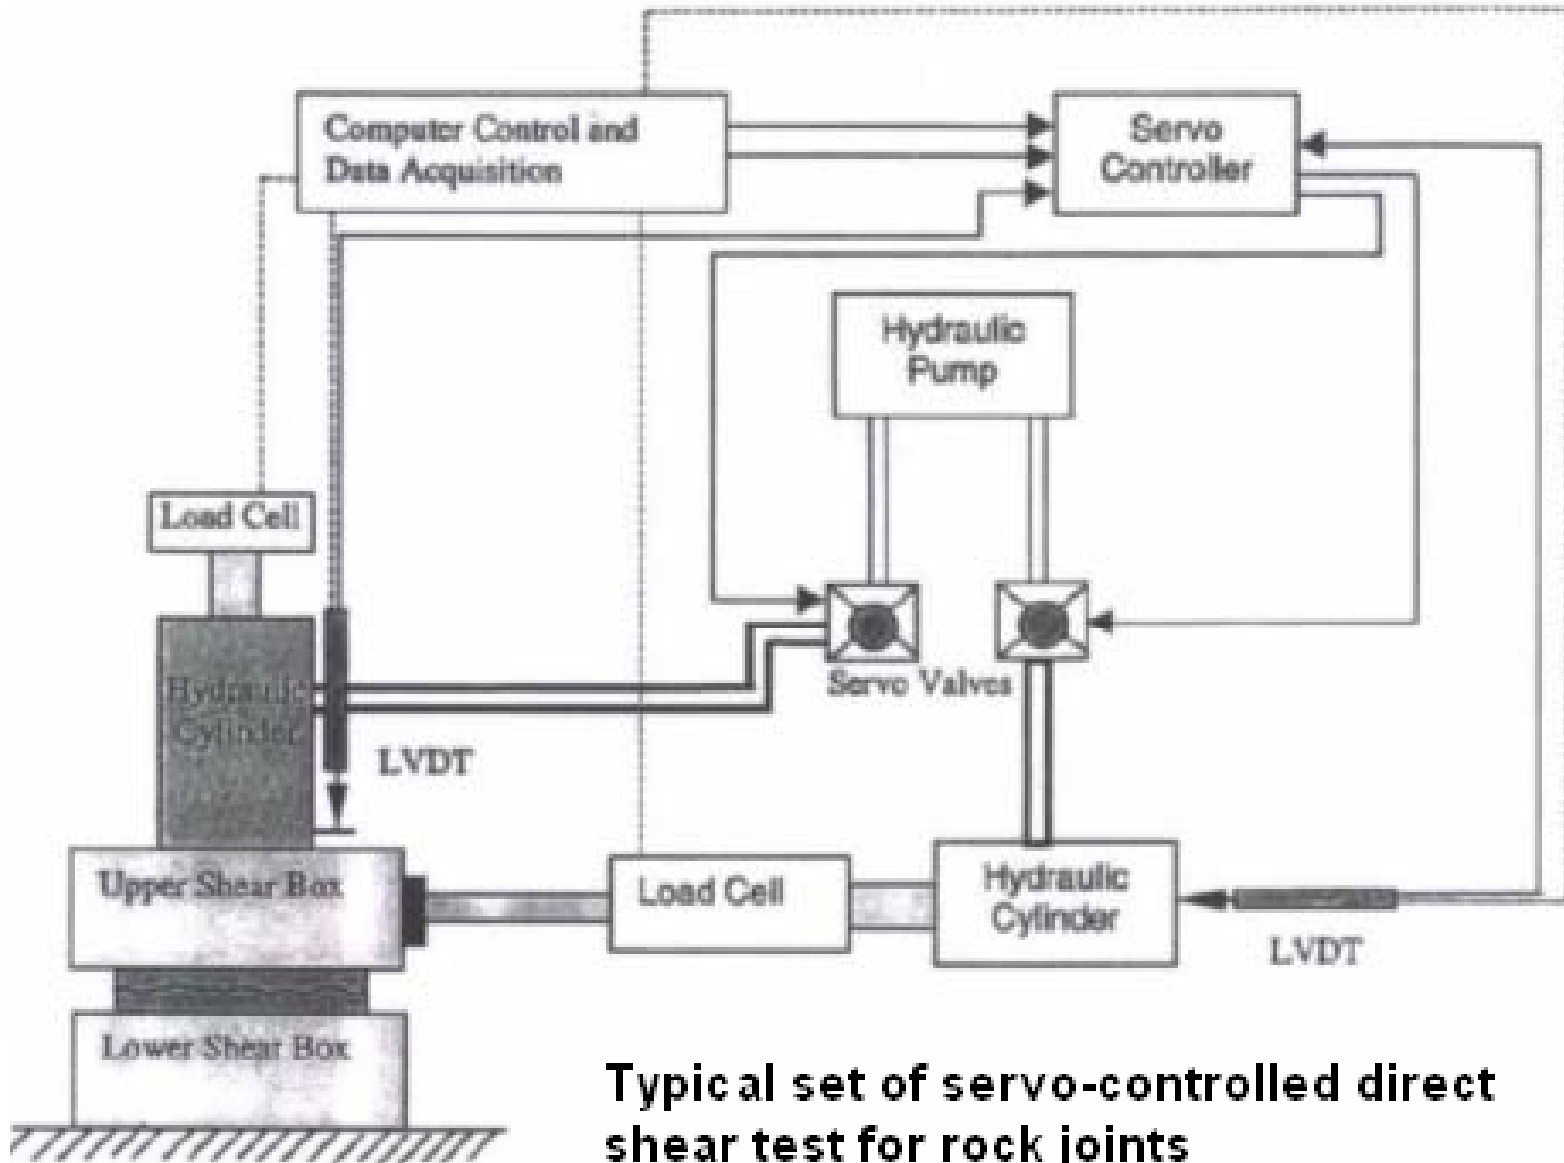 Computer Control and
Data Acquisition
Servo
Controller
Hydraulic
Pump
Load Cell
Servo Valves
Hydraulic
Cylinder
LVDT
Upper Shear Box
Load Cell
Hydraulic
Cylinder
LVDT
Lower Shear Box
Typical set of servo-controlled direct
shear test for rock joints